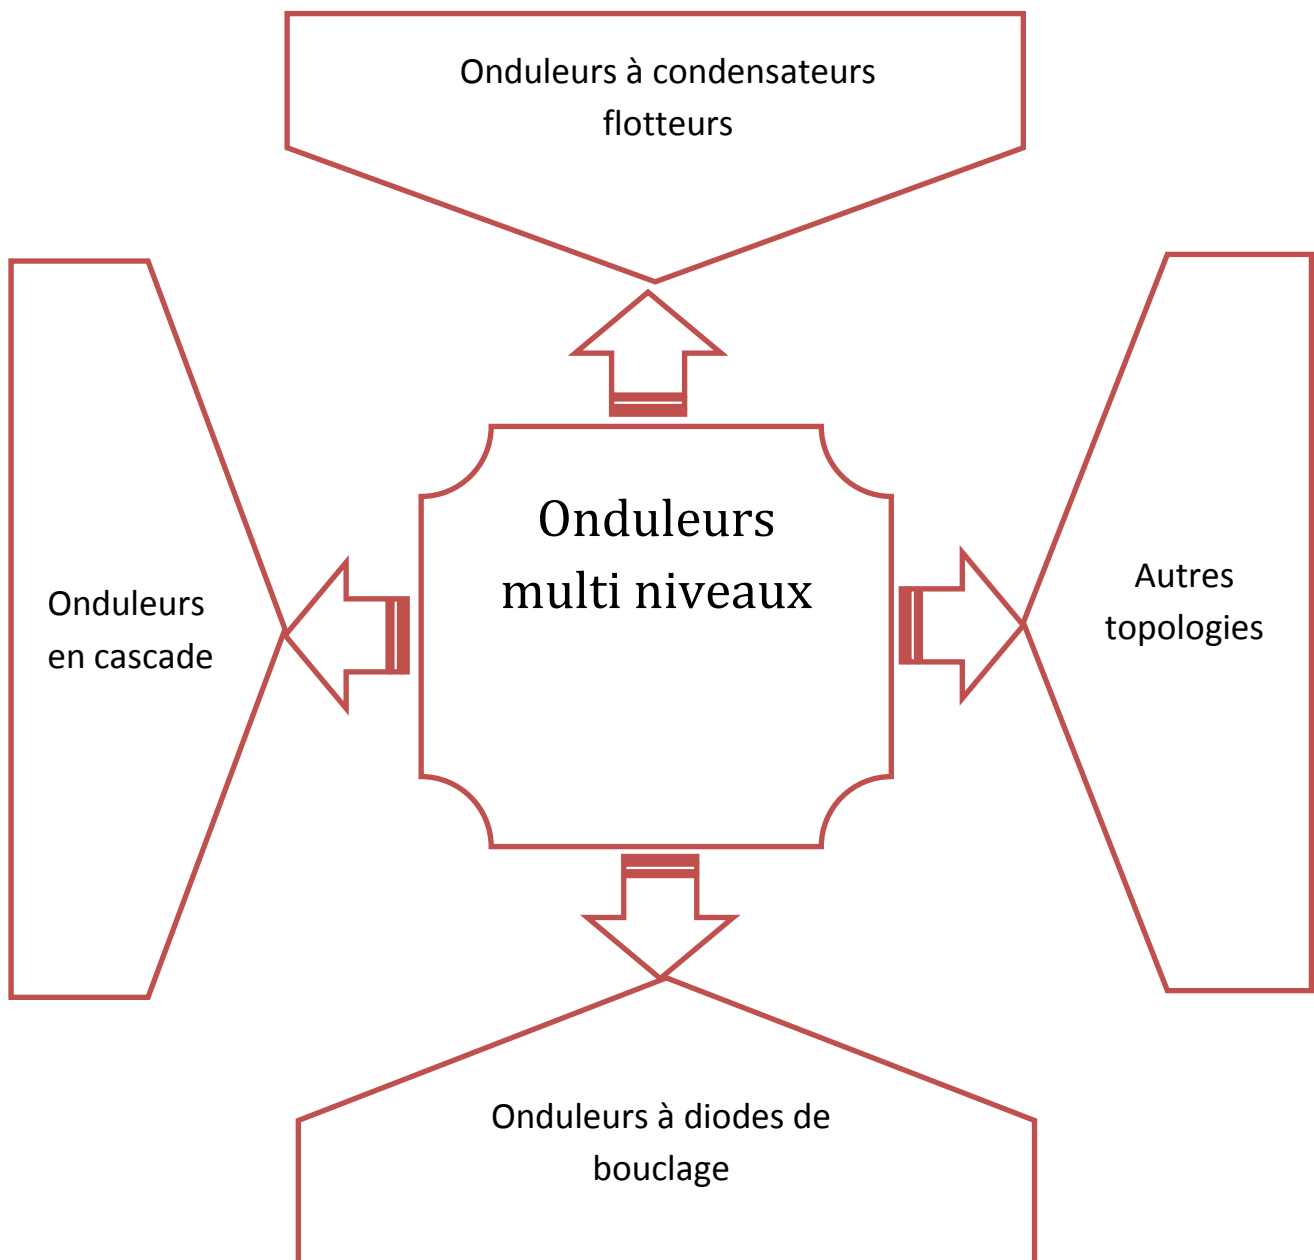 Onduleurs à condensateurs
flotteurs
Onduleurs
en cascade
Onduleurs
multi niveaux
Autres
topologies
Onduleurs à diodes de
bouclage